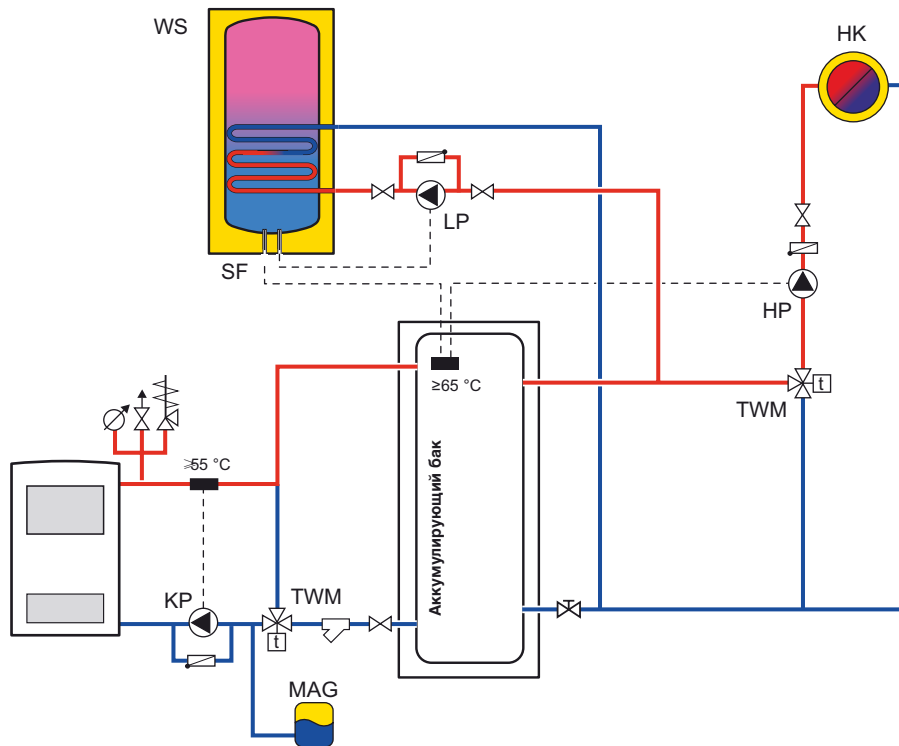 WS
HK
LP
SF
HP
≥65 °C
TWM
t
Аккумулирующий бак
≥55 °C
KP
TWM
t
MAG